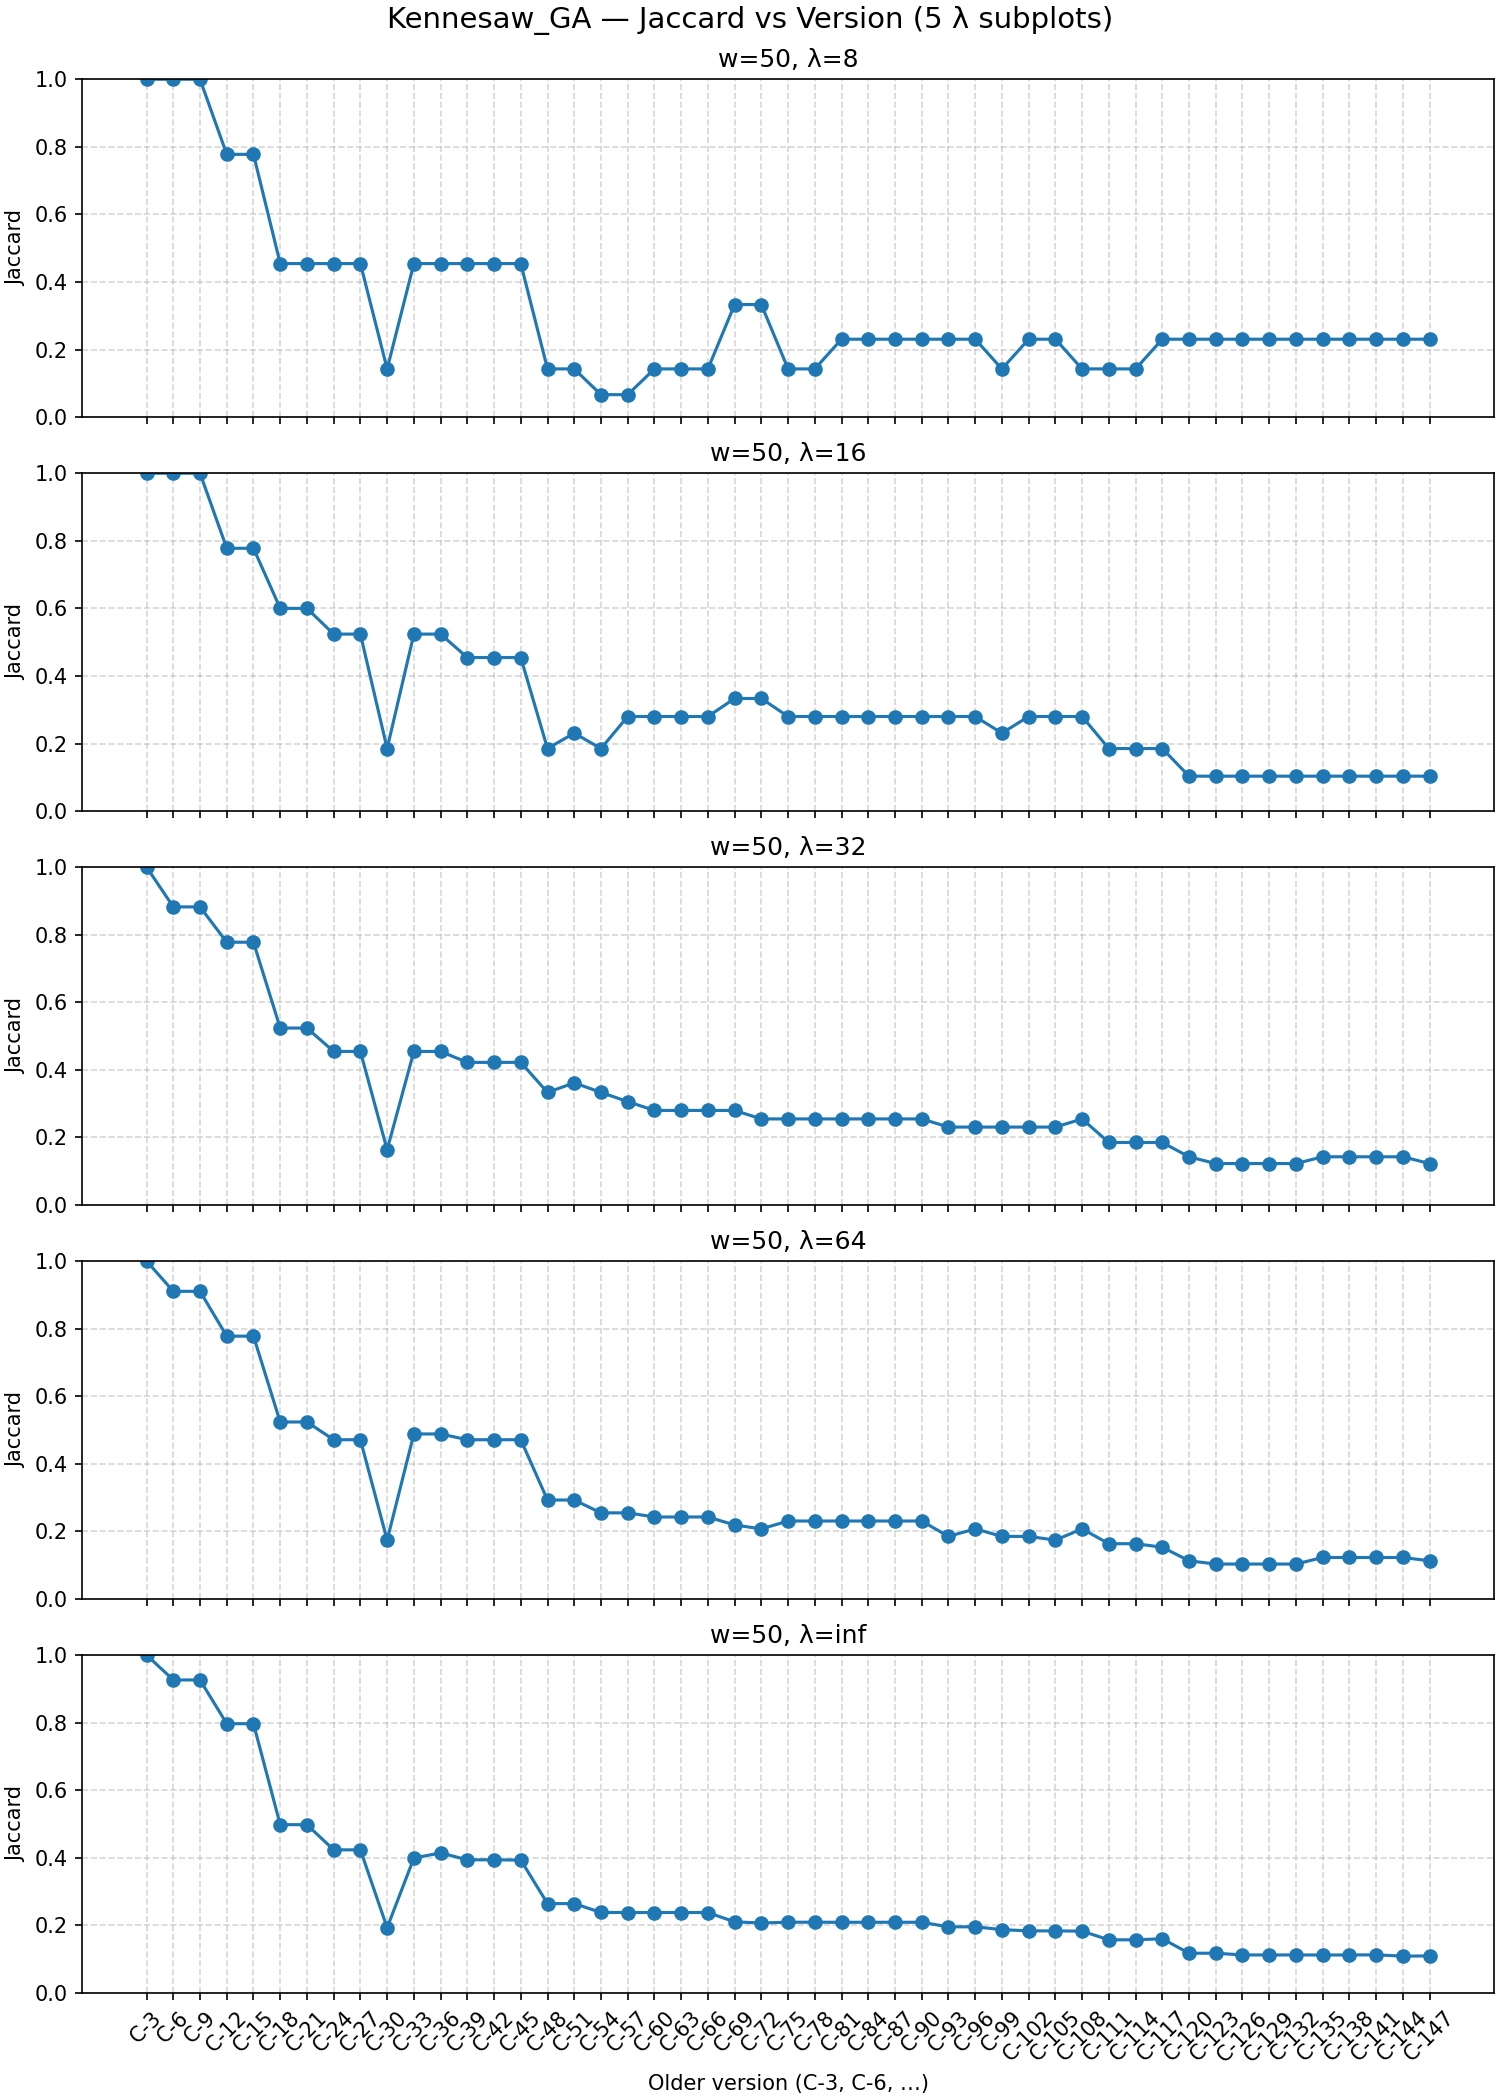 Kennesaw_GA — Jaccard vs Version (5 λ subplots)
w=50, λ=8
1.0
0.8
0.6
0.4
0.2
0.0
Jaccard
w=50, λ=16
1.0
0.8
0.6
0.4
0.2
0.0
Jaccard
w=50, λ=32
1.0
0.8
0.6
0.4
0.2
0.0
Jaccard
w=50, λ=64
1.0
0.8
0.6
0.4
0.2
0.0
Jaccard
w=50, λ=inf
1.0
0.8
0.6
0.4
0.2
0.0
Jaccard
C-3 C-6 C-9 C-12 C-15 C-18 C-21 C-24 C-27 C-30 C-33 C-36 C-39 C-42 C-45 C-48 C-51 C-54 C-57 C-60 C-63 C-66 C-69 C-72 C-75 C-78 C-81 C-84 C-87 C-90 C-93 C-96 C-99 C-102 C-105 C-108 C-111 C-114 C-117 C-120 C-123 C-126 C-129 C-132 C-135 C-138 C-141 C-144 C-147
Older version (C-3, C-6, ...)